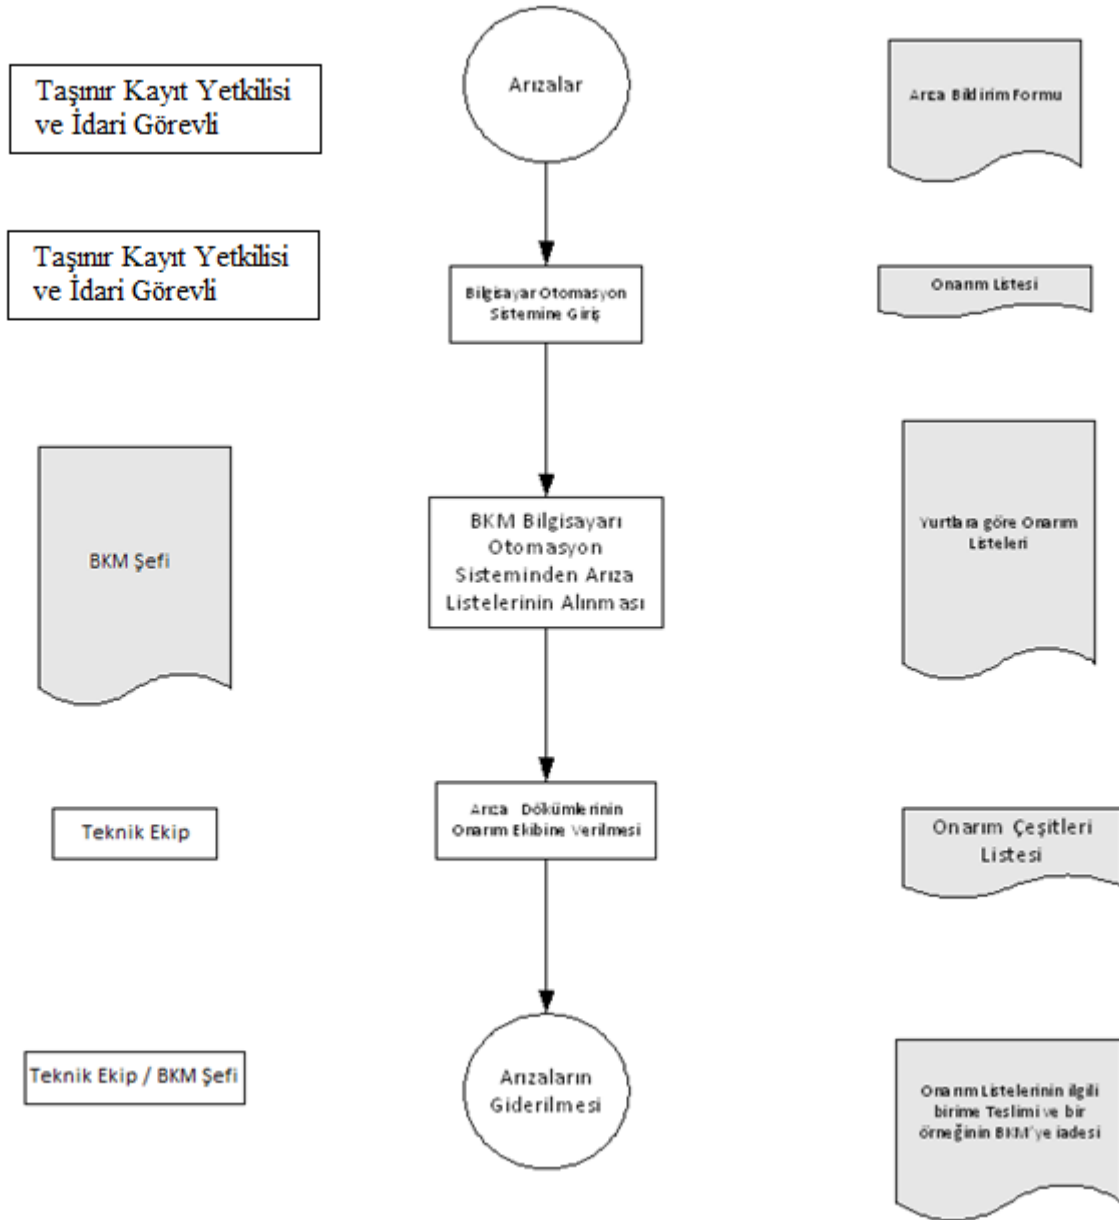 Taşınır Kayıt Yetkilisi
ve İdari Görevli
Arızalar
Arıza Bildirim Formu
Taşınır Kayıt Yetkilisi
ve İdari Görevli
Bilgisayar Otomasyon
Sistemine Giriş
Onarım Listesi
BKM Şefi
BKM Bilgisayarı
Otomasyon
Sisteminden Arıza
Listelerinin Alınması
Yurtlara göre Onarım
Listeleri
Teknik Ekip
Arıza Dökümlerinin
Onarım Ekibine Verilmesi
Onarım Çeşitleri
Listesi
Teknik Ekip / BKM Şefi
Arızaların
Giderilmesi
Onarım Listelerinin ilgili
birime Teslimi ve bir
örneğinin BKM'ye iadesi